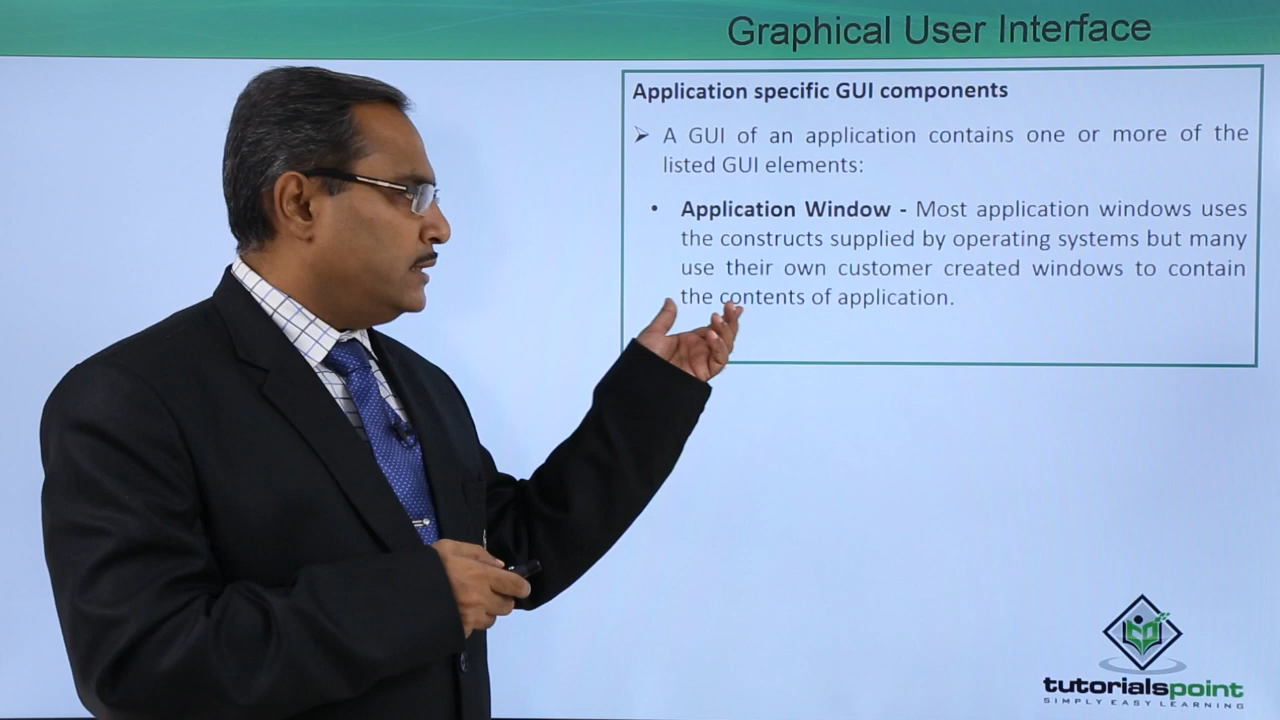 Graphical User Interface
Application specific GUI components
➢ A GUI of an application contains one or more of the
listed GUI elements:
• Application Window - Most application windows uses
the constructs supplied by operating systems but many
use their own customer created windows to contain
the contents of application.
tutorialspoint
SIMPLY EASY LEARNING